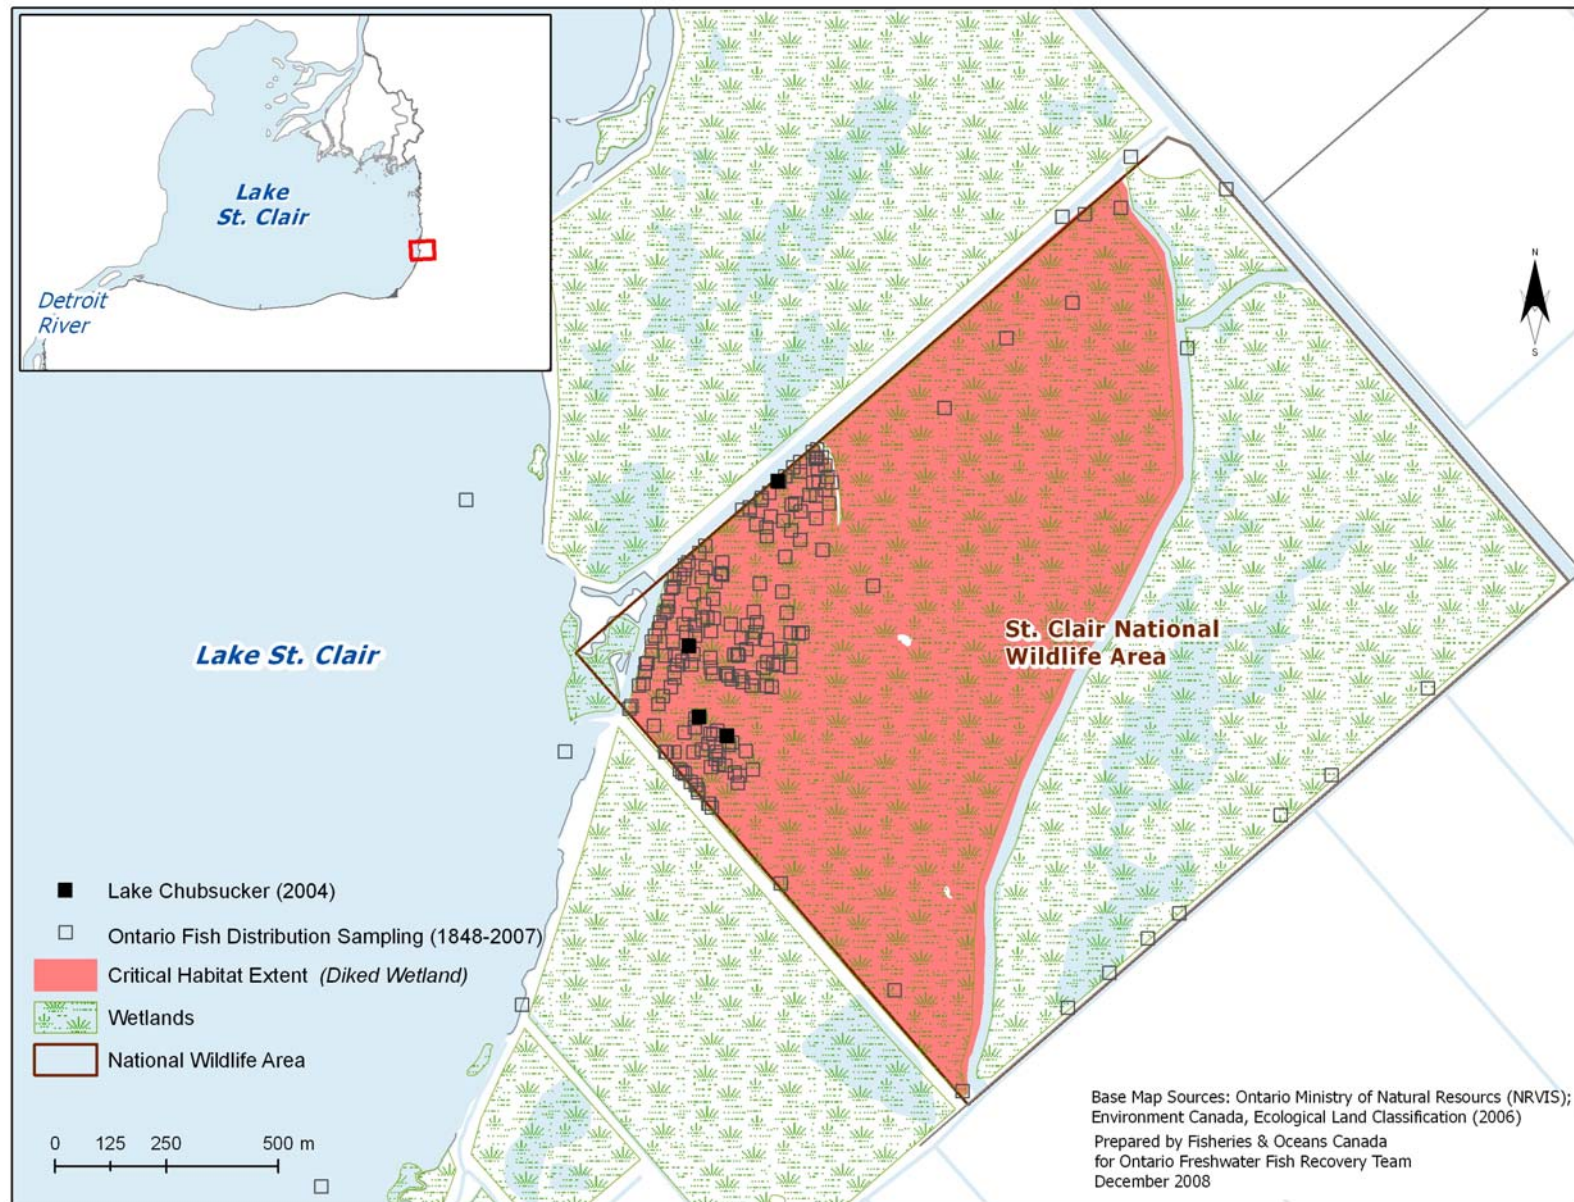 Lake
St. Clair
Detroit
River
N
S
Lake St. Clair
St. Clair National
Wildlife Area
Lake Chubsucker (2004)
Ontario Fish Distribution Sampling (1848-2007)
Critical Habitat Extent (Diked Wetland)
Wetlands
National Wildlife Area
0 125 250 500 m
Base Map Sources: Ontario Ministry of Natural Resourcs (NRVIS);
Environment Canada, Ecological Land Classification (2006)
Prepared by Fisheries & Oceans Canada
for Ontario Freshwater Fish Recovery Team
December 2008